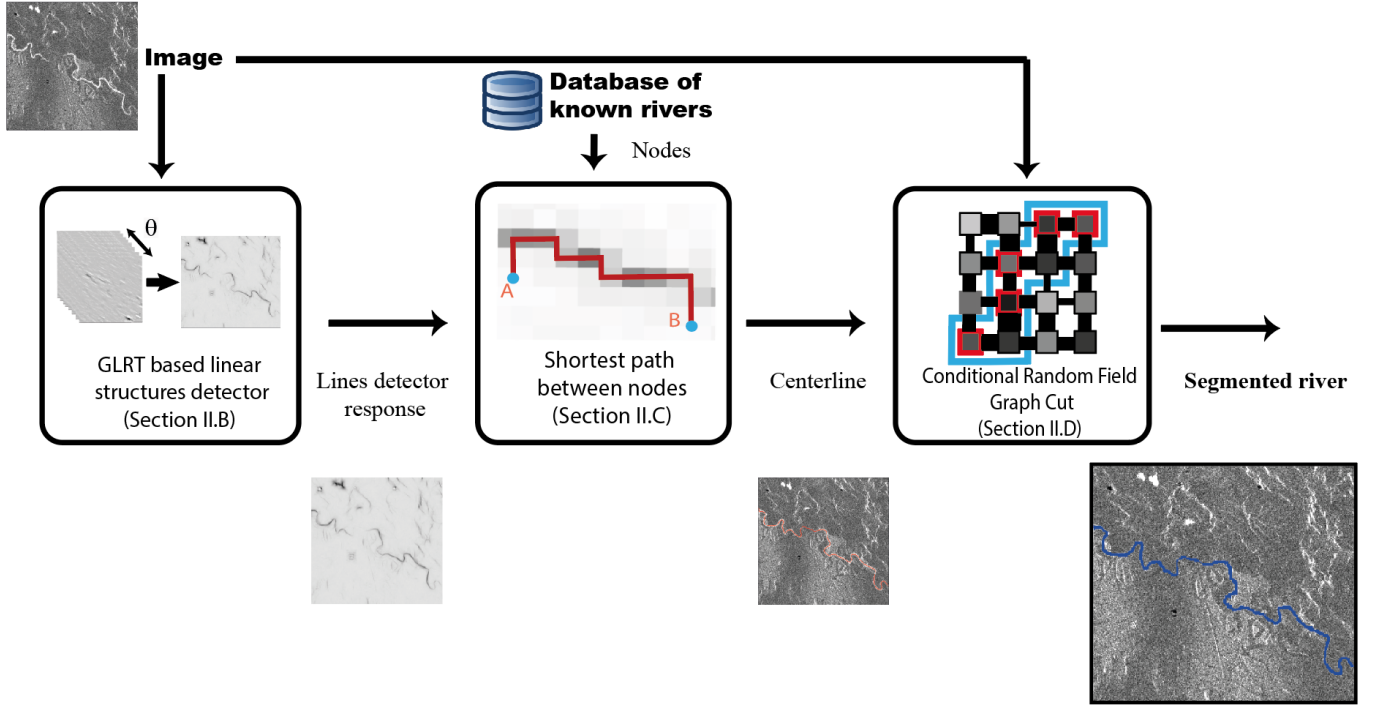 Image
Database of
known rivers
Nodes
θ
GLRT based linear
structures detector
(Section II.B)
Lines detector
response
A
B
Shortest path
between nodes
(Section II.C)
Centerline
Conditional Random Field
Graph Cut
(Section II.D)
Segmented river